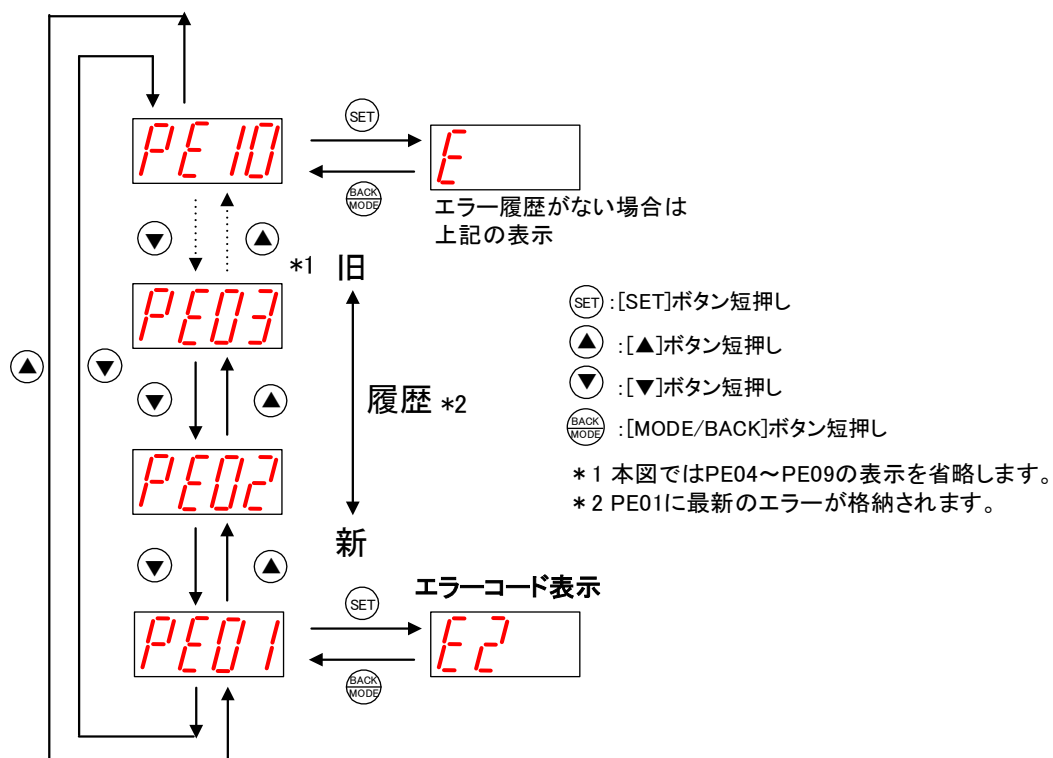 PE10
SET
E
BACK
MODE
エラー履歴がない場合は
上記の表示
▼
▲
*1
旧
PE03
SET :[SET]ボタン短押し
▲ :[▲]ボタン短押し
▼ :[▼]ボタン短押し
BACK
MODE :[MODE/BACK]ボタン短押し
▲
▼
▼
▲
履歴 *2
*1 本図ではPE04~PE09の表示を省略します。
*2 PE01に最新のエラーが格納されます。
PE02
新
▼
▲
エラーコード表示
PE01
SET
E2
BACK
MODE